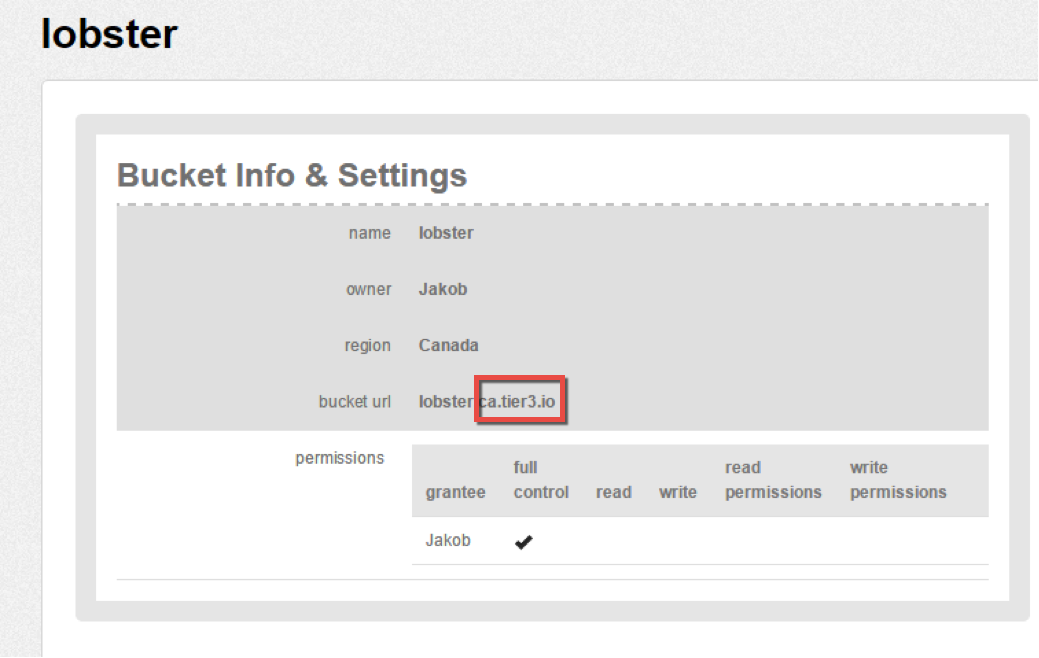 lobster
Bucket Info & Settings
name lobster
owner Jakob
region Canada
bucket url lobster.ca.tier3.io
permissions
grantee full control read write read permissions write permissions
Jakob ✔